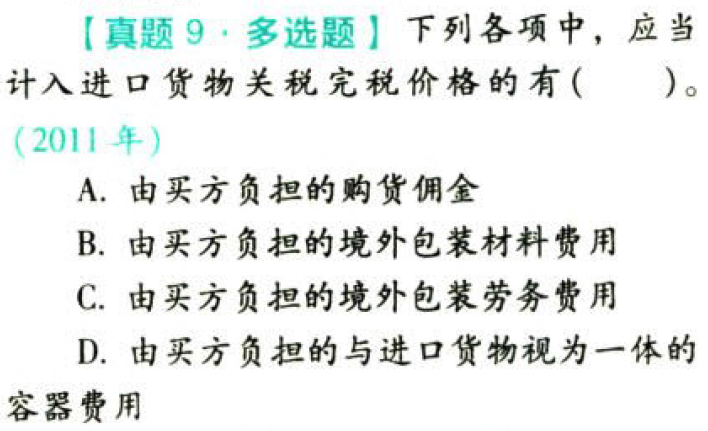 【真题 9 · 多选题】下列各项中，应当
计入进口货物关税完税价格的有(　　)。
(2011 年)
A. 由买方负担的购货佣金
B. 由买方负担的境外包装材料费用
C. 由买方负担的境外包装劳务费用
D. 由买方负担的与进口货物视为一体的
容器费用